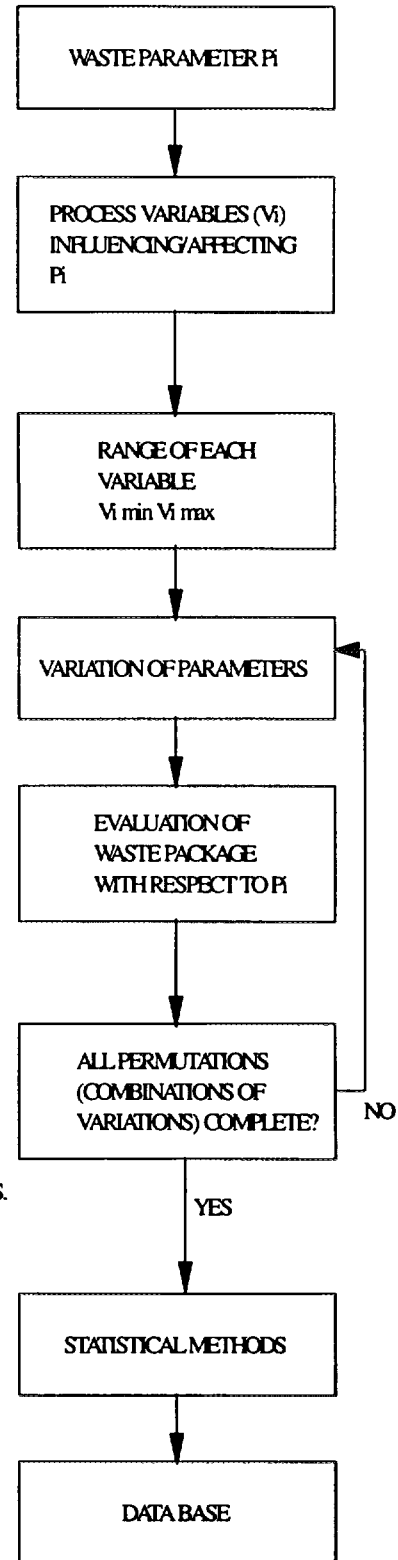 WASTE PARAMETER Pi
PROCESS VARIABLES (Vi)
INFLUENCING/AFFECTING
Pi
RANGE OF EACH
VARIABLE
Vi min Vi max
VARIATION OF PARAMETERS
EVALUATION OF
WASTE PACKAGE
WITH RESPECT TO Pi
ALL PERMUTATIONS
(COMBINATIONS OF
VARIATIONS) COMPLETE?
NO
S.
YES
STATISTICAL METHODS
DATA BASE